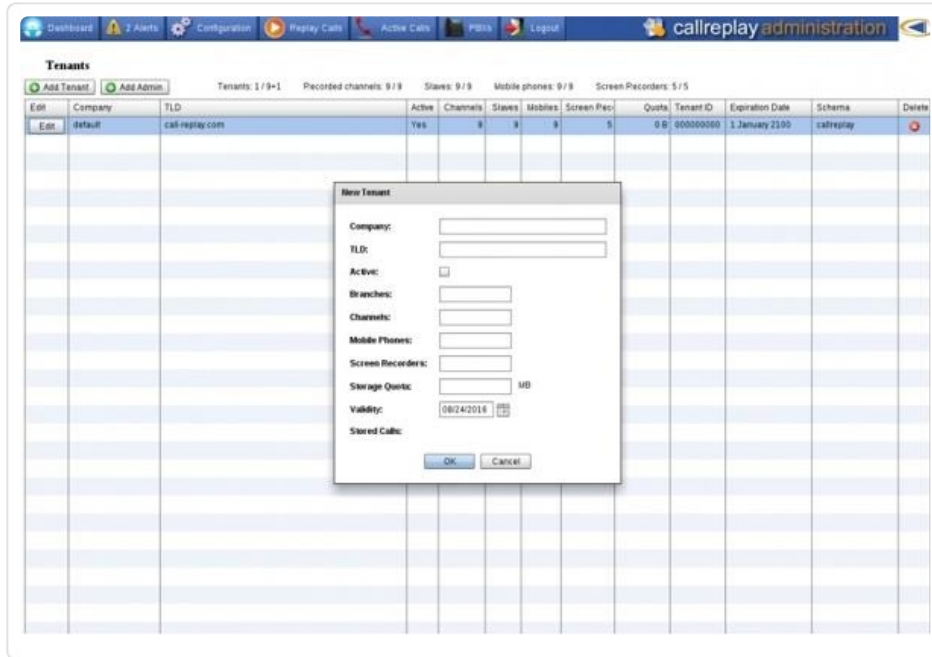 Dashboard 2 Alerts Configuration Replay Calls Active Calls PBXs Logout callreplay administration
Tenants
Add Tenant Add Admin Tenants: 1 / 9+1 Recorded channels: 9 / 9 Slaves: 9 / 9 Mobile phones: 9 / 9 Screen Recorders: 5 / 5
Edit Company TLD Active Channels Slaves Mobiles Screen Rec Quota Tenant ID Expiration Date Schema Delete
Edit default call-replay.com Yes 9 9 9 5 0 B 000000000 1 January 2100 callreplay
New Tenant
Company:
TLD:
Active:
Branches:
Channels:
Mobile Phones:
Screen Recorders:
Storage Quota: MB
Validity: 08/24/2016
Stored Calls:
OK Cancel